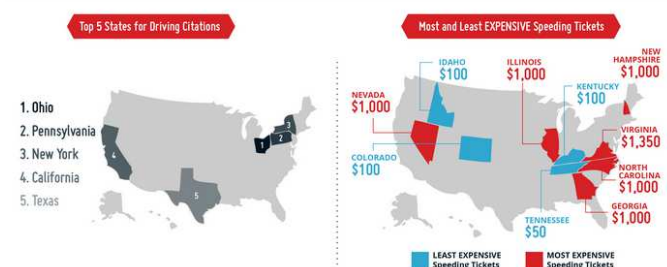 Top 5 States for Driving Citations
1. Ohio
2. Pennsylvania
3. New York
4. California
5. Texas
1
2
3
4
5
Most and Least EXPENSIVE Speeding Tickets
IDAHO
$100
ILLINOIS
$1,000
NEW
HAMPSHIRE
$1,000
KENTUCKY
$100
NEVADA
$1,000
VIRGINIA
$1,350
COLORADO
$100
NORTH
CAROLINA
$1,000
GEORGIA
$1,000
TENNESSEE
$50
LEAST EXPENSIVE
Speeding Tickets
MOST EXPENSIVE
Speeding Tickets